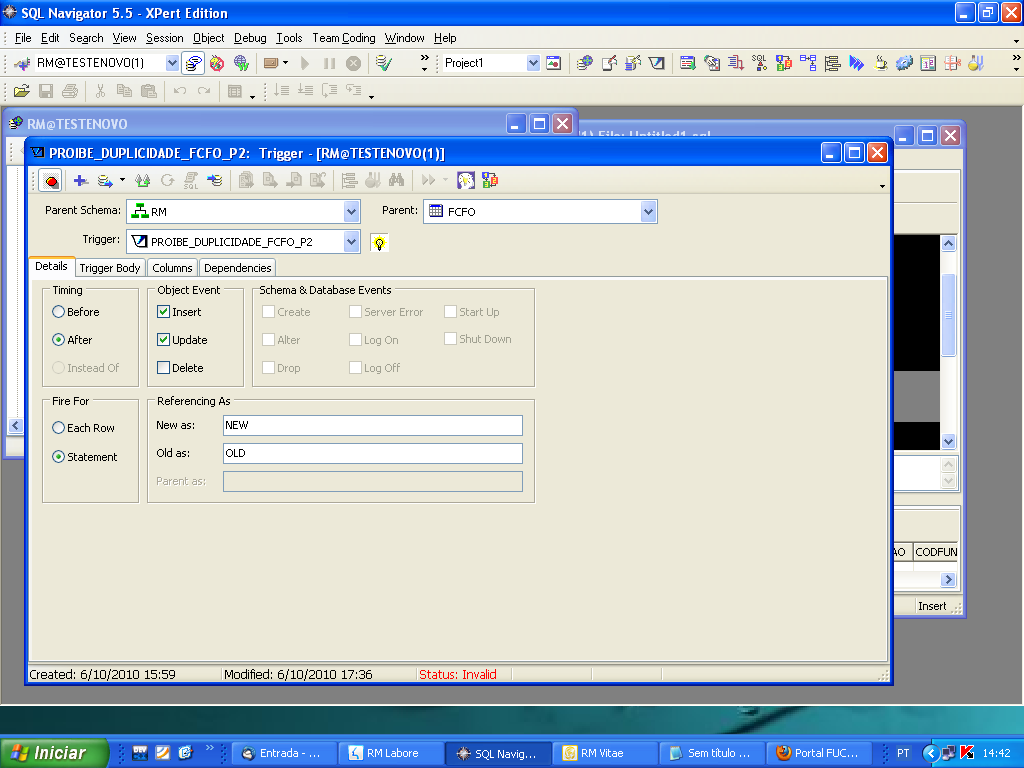 SQL Navigator 5.5 - XPert Edition
File Edit Search View Session Object Debug Tools Team Coding Window Help
RM@TESTENOVO(1)
Project1
RM@TESTENOVO
PROIBE_DUPLICIDADE_FCFO_P2: Trigger - [RM@TESTENOVO(1)]
Parent Schema: RM Parent: FCFO
Trigger: PROIBE_DUPLICIDADE_FCFO_P2
Details Trigger Body Columns Dependencies
Timing Object Event Schema & Database Events
Before Insert Create Server Error Start Up
After Update Alter Log On Shut Down
Instead Of Delete Drop Log Off
Fire For Referencing As
Each Row New as: NEW
Statement Old as: OLD
Parent as:
AO CODFUN
Insert
Created: 6/10/2010 15:59 Modified: 6/10/2010 17:36 Status: Invalid
Iniciar Entrada - ... RM Labore SQL Navig... RM Vitae Sem título ... Portal FUC... PT 14:42